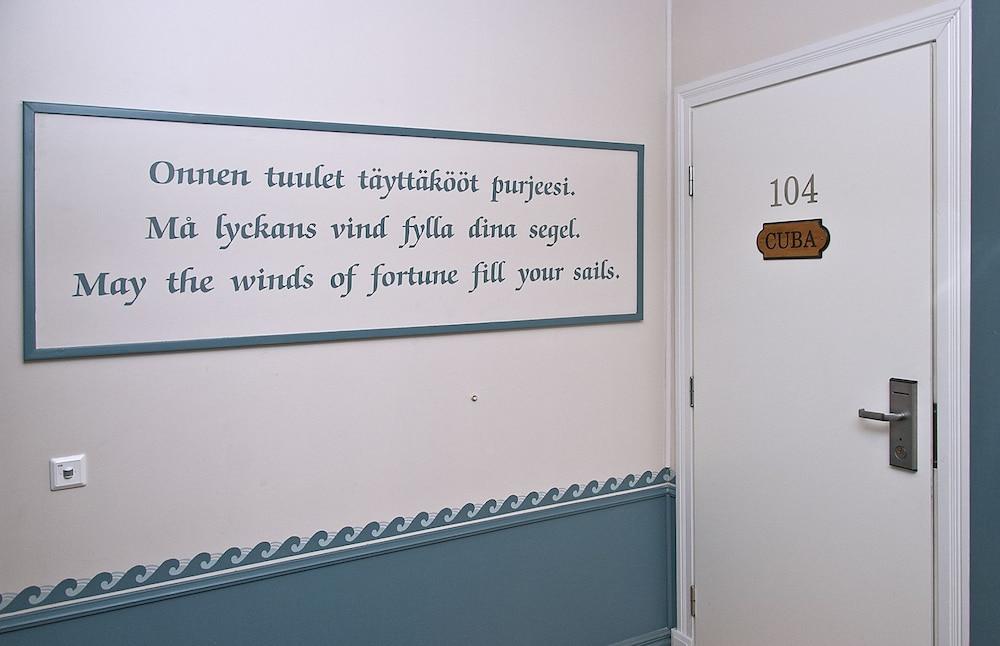 Onnen tuulet täyttäkööt purjeesi.
Må lyckans vind fylla dina segel.
May the winds of fortune fill your sails.
104
CUBA